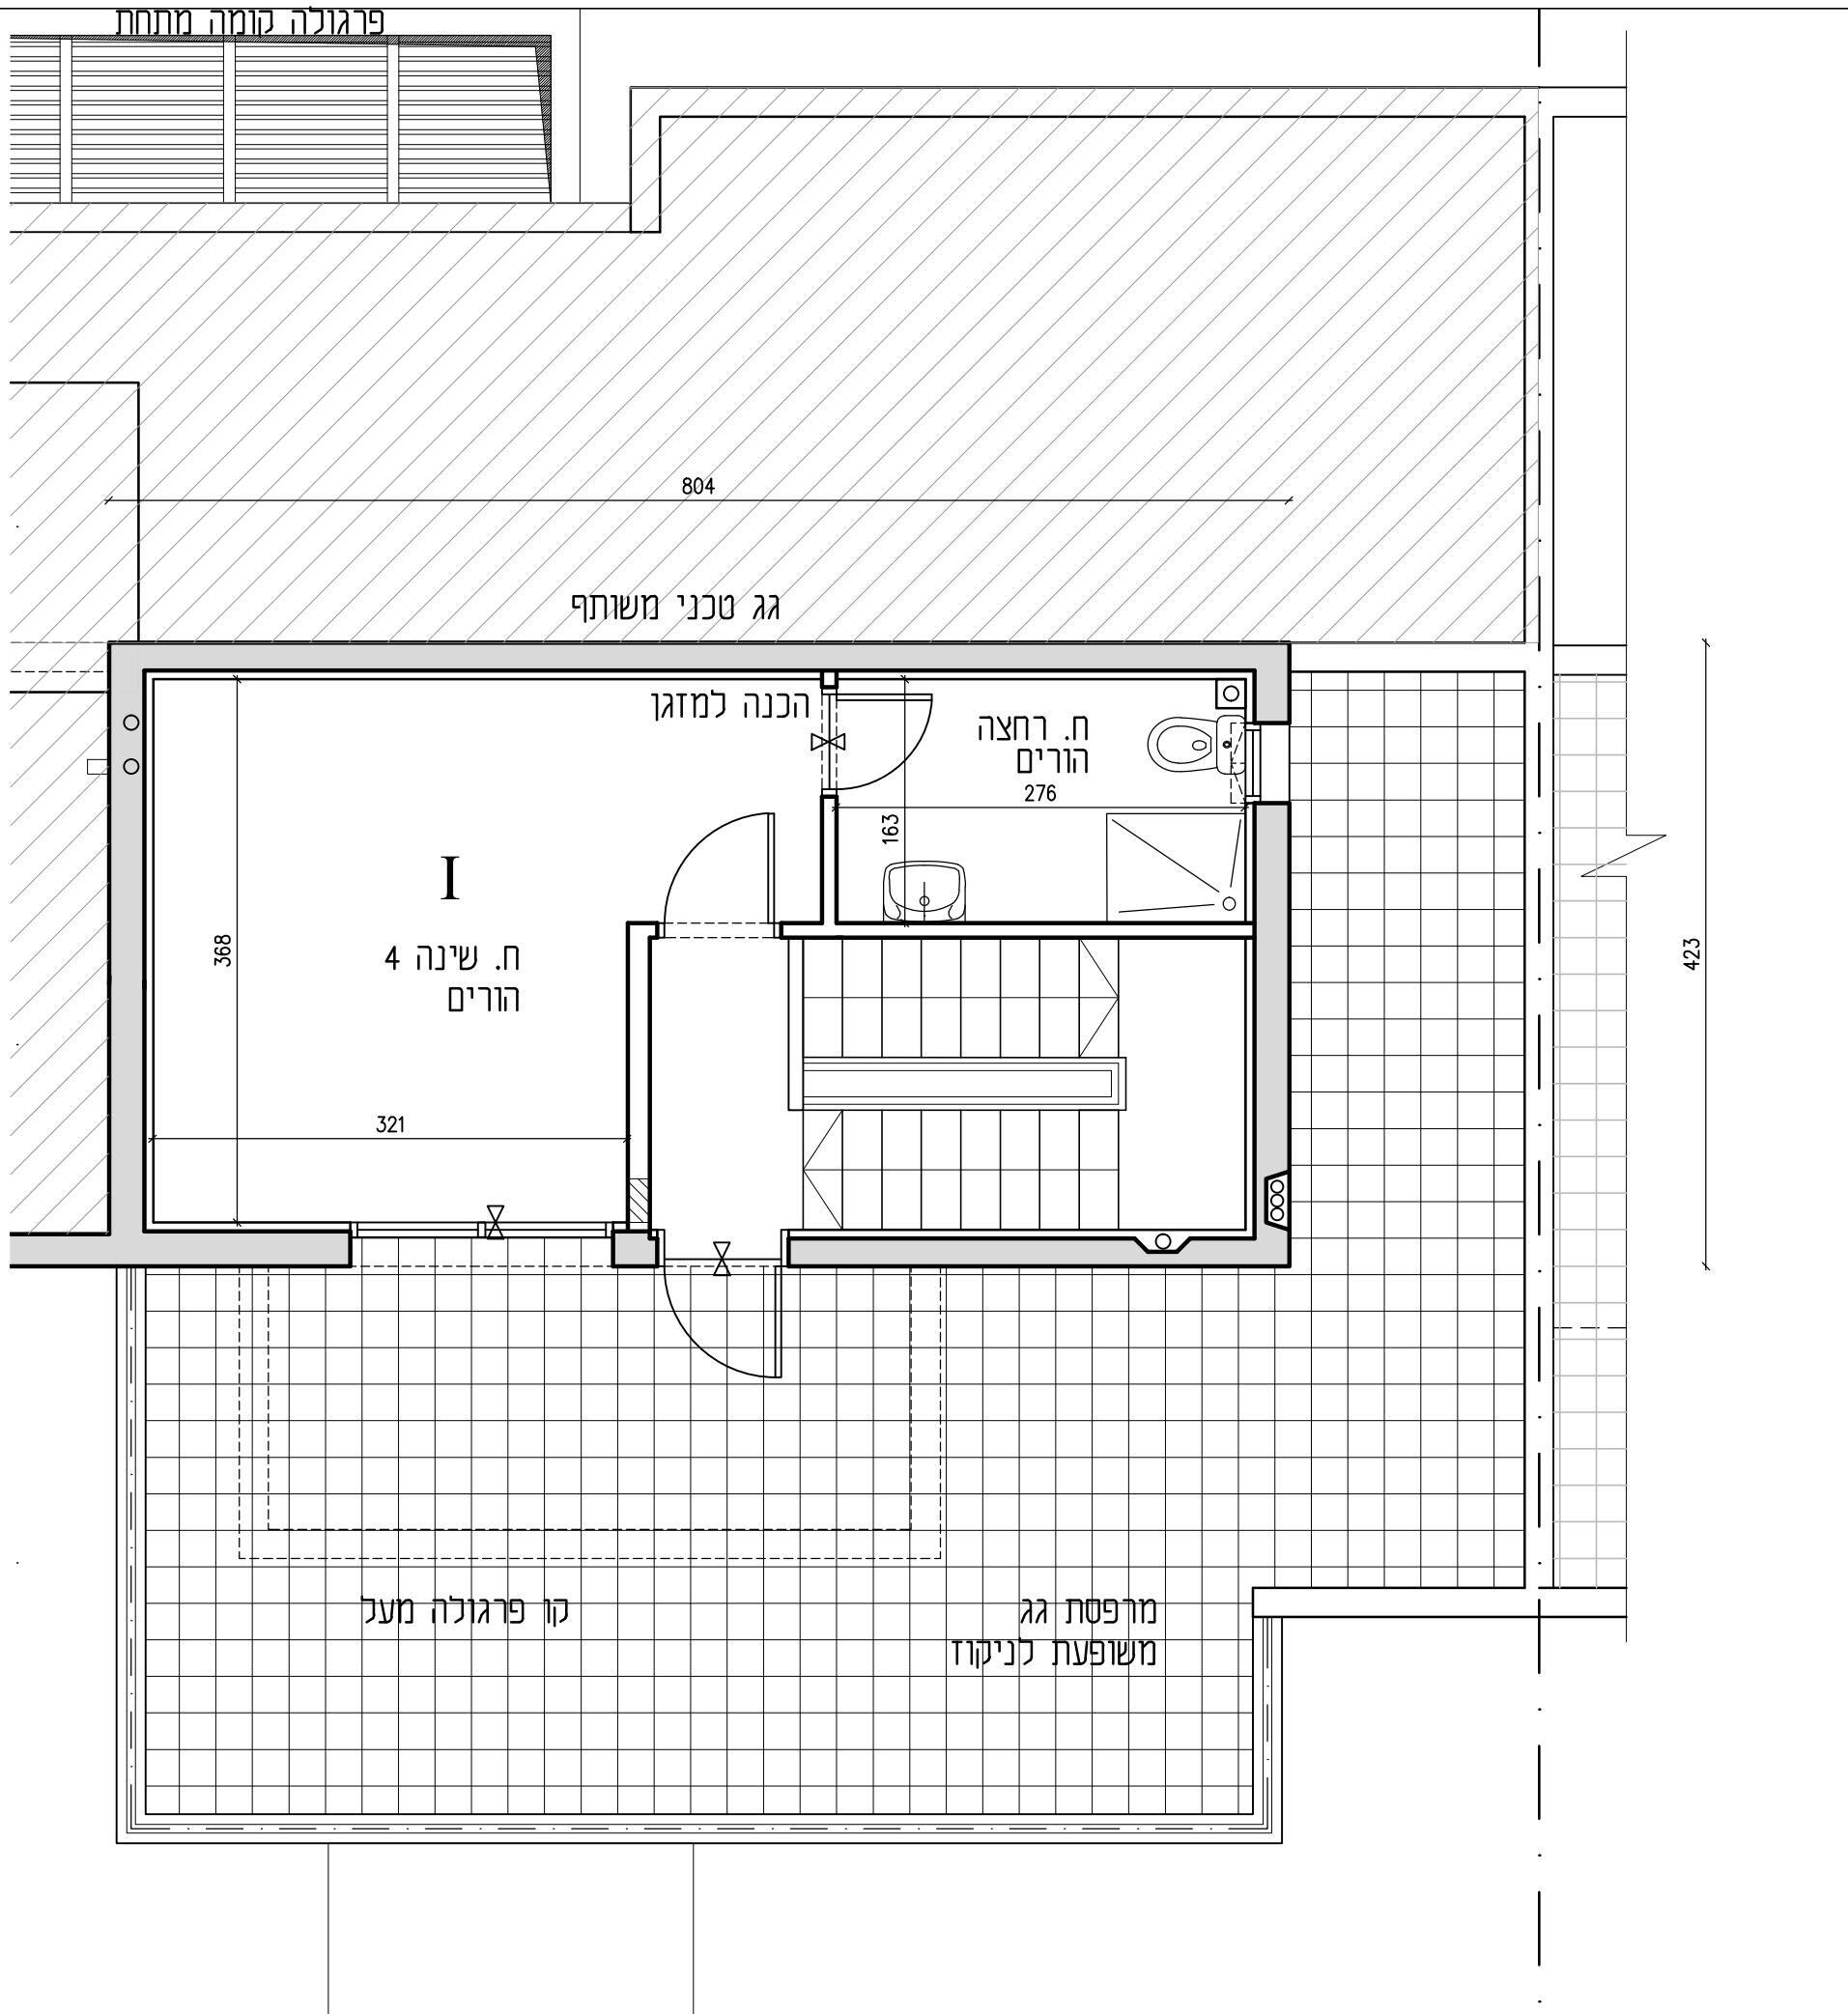 פרגולה קומה מתחת
804
גג טכני משותף
הכנה למזגן
ח. רחצה
הורים
276
163
I
368
ח. שינה 4
הורים
423
321
קו פרגולה מעל
מרפסת גג
משופעת לניקוז